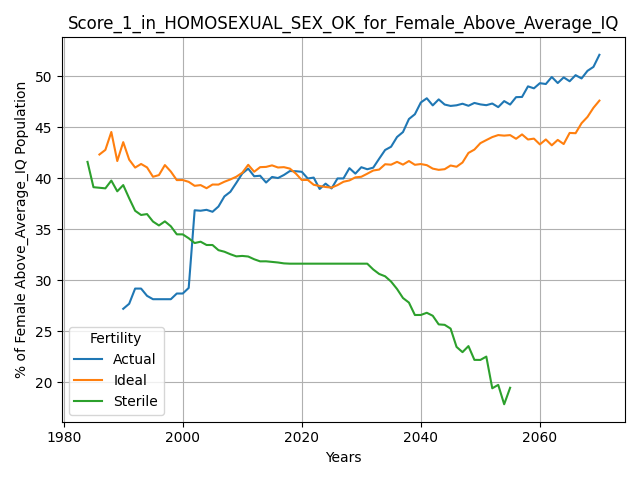 Score_1_in_HOMOSEXUAL_SEX_OK_for_Female_Above_Average_IQ
% of Female Above_Average_IQ Population
50
45
40
35
30
25
20
Fertility
Actual
Ideal
Sterile
1980 2000 2020 2040 2060
Years